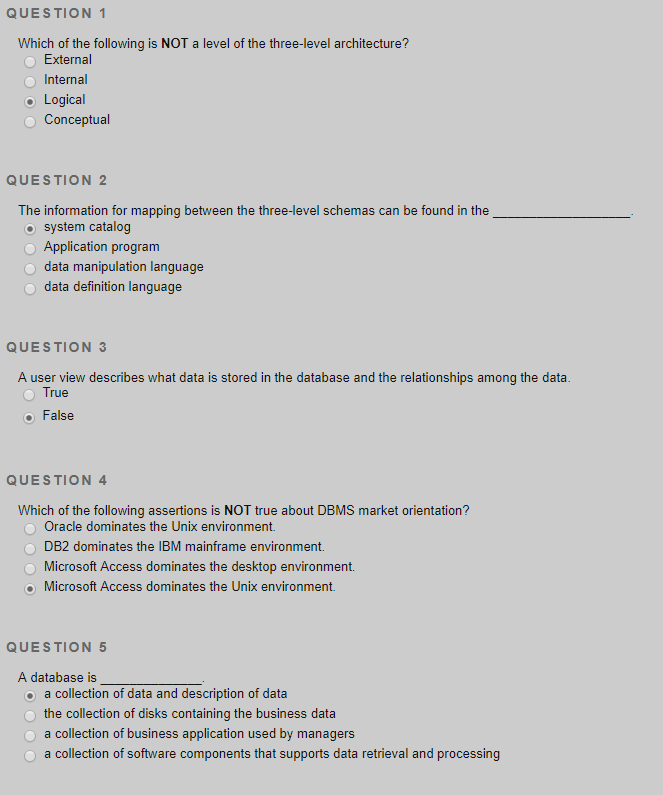 QUESTION 1
Which of the following is NOT a level of the three-level architecture?
External
Internal
Logical
Conceptual
QUESTION 2
The information for mapping between the three-level schemas can be found in the ____________________.
system catalog
Application program
data manipulation language
data definition language
QUESTION 3
A user view describes what data is stored in the database and the relationships among the data.
True
False
QUESTION 4
Which of the following assertions is NOT true about DBMS market orientation?
Oracle dominates the Unix environment.
DB2 dominates the IBM mainframe environment.
Microsoft Access dominates the desktop environment.
Microsoft Access dominates the Unix environment.
QUESTION 5
A database is _______________.
a collection of data and description of data
the collection of disks containing the business data
a collection of business application used by managers
a collection of software components that supports data retrieval and processing